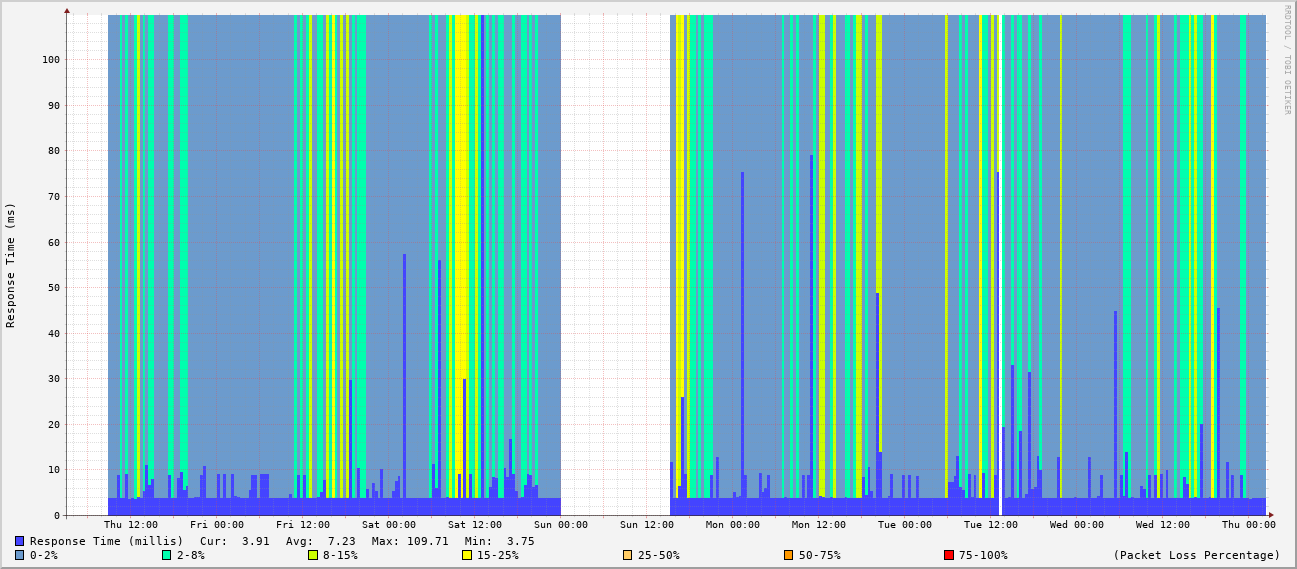 RRDTOOL / TOBI OETIKER
Response Time (ms)
100
90
80
70
60
50
40
30
20
10
0
Thu 12:00 Fri 00:00 Fri 12:00 Sat 00:00 Sat 12:00 Sun 00:00 Sun 12:00 Mon 00:00 Mon 12:00 Tue 00:00 Tue 12:00 Wed 00:00 Wed 12:00 Thu 00:00
Response Time (millis) Cur: 3.91 Avg: 7.23 Max: 109.71 Min: 3.75
0-2% 2-8% 8-15% 15-25% 25-50% 50-75% 75-100% (Packet Loss Percentage)